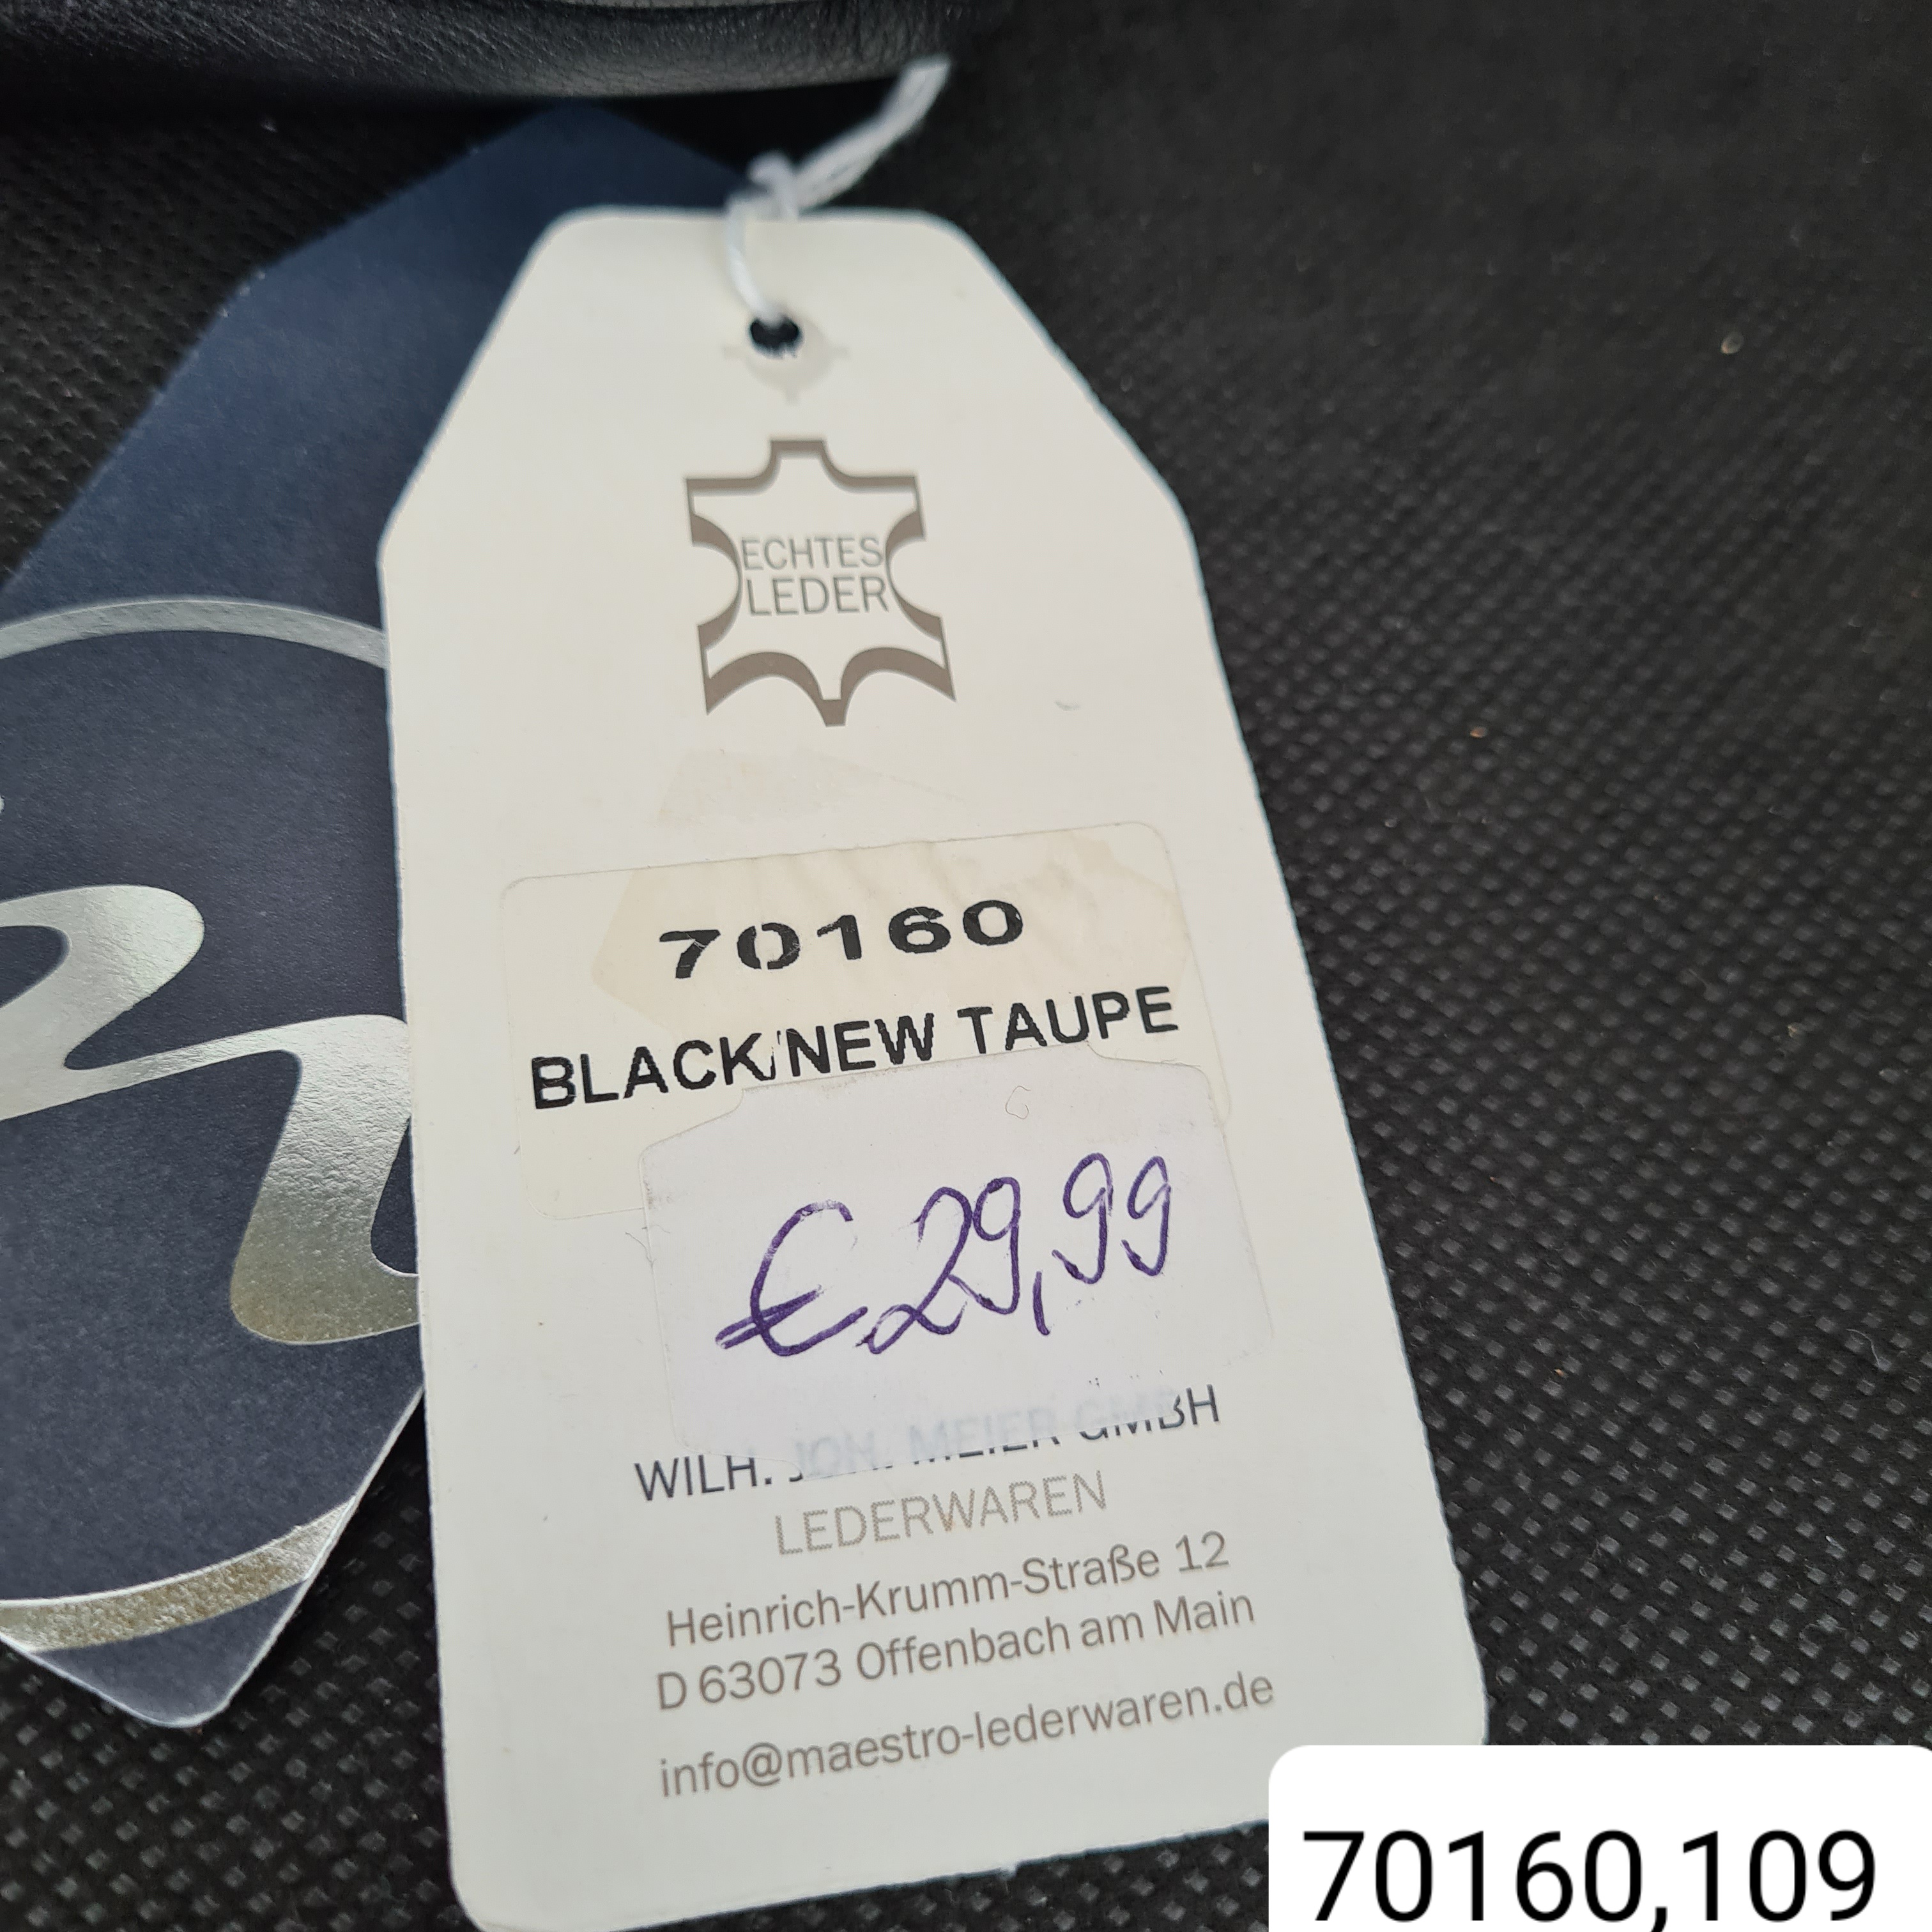 ECHTES
LEDER
70160
BLACK/NEW TAUPE
€ 29,99
WILH. JOH. MEIER GMBH
LEDERWAREN
Heinrich-Krumm-Straße 12
D 63073 Offenbach am Main
info@maestro-lederwaren.de
70160,109